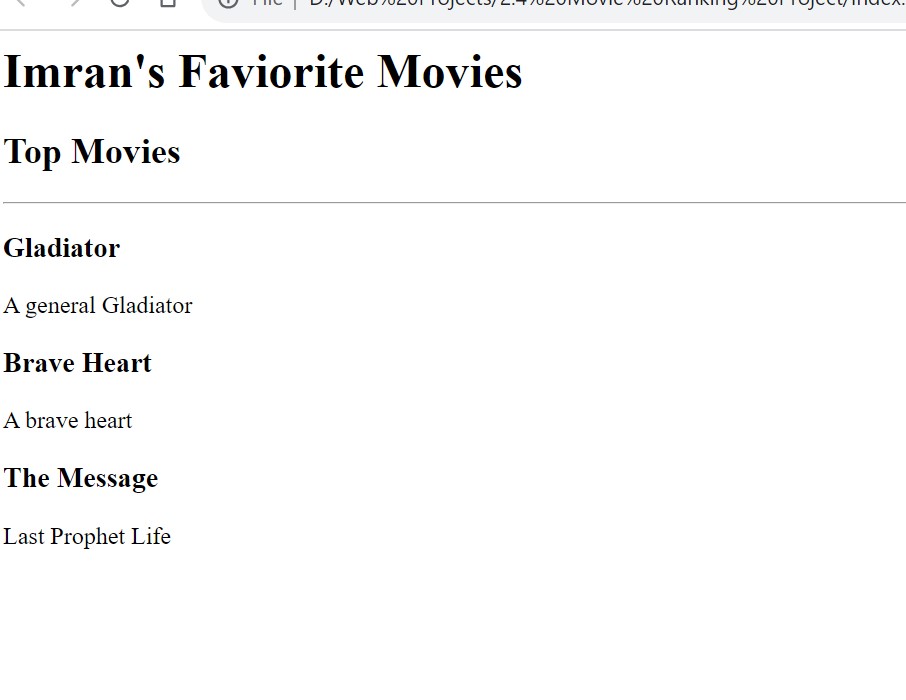 File | D:/Web%20Projects/2.4%20Movie%20Ranking%20Project/index.
Imran's Faviorite Movies
Top Movies
Gladiator
A general Gladiator
Brave Heart
A brave heart
The Message
Last Prophet Life